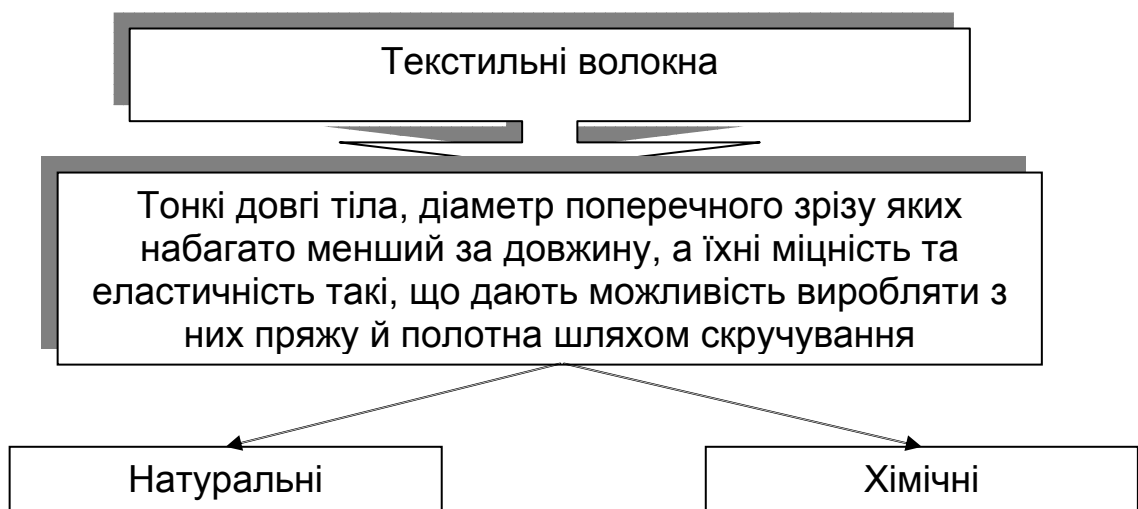 Текстильні волокна
Тонкі довгі тіла, діаметр поперечного зрізу яких
набагато менший за довжину, а їхні міцність та
еластичність такі, що дають можливість виробляти з
них пряжу й полотна шляхом скручування
Натуральні
Хімічні